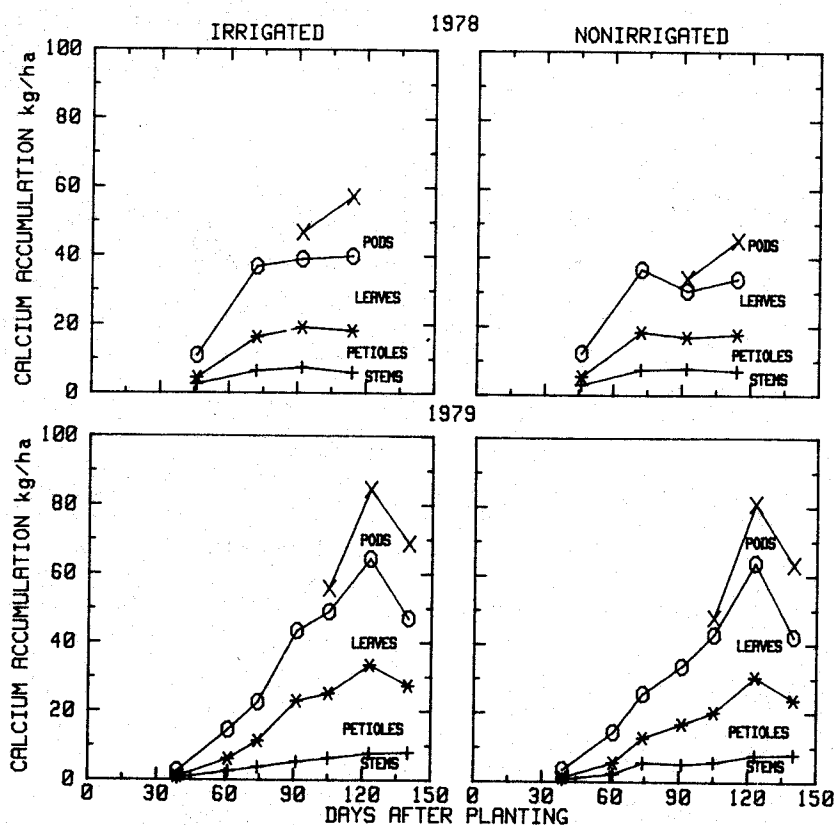 1978
IRRIGATED
NONIRRIGATED
CALCIUM ACCUMULATION kg/ha
100
80
60
40
20
0
PODS
LEAVES
PETIOLES
STEMS
PODS
LEAVES
PETIOLES
STEMS
1979
CALCIUM ACCUMULATION kg/ha
100
80
60
40
20
0
PODS
LEAVES
PETIOLES
STEMS
PODS
LEAVES
PETIOLES
STEMS
0 30 60 90 120 150
0 30 60 90 120 150
DAYS AFTER PLANTING